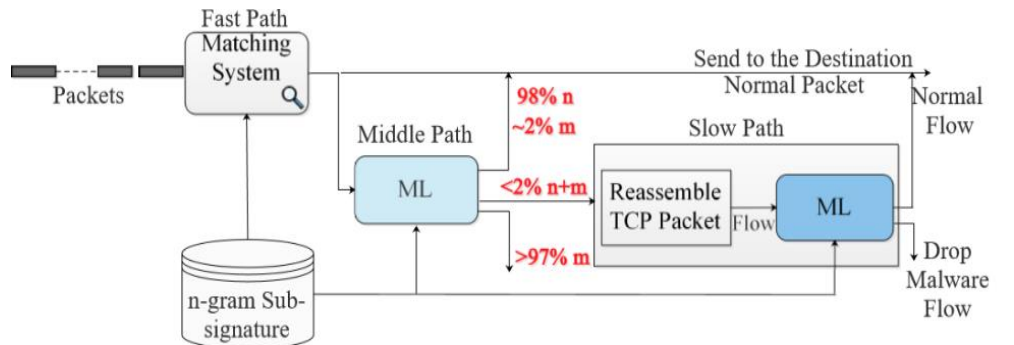 Fast Path
Matching
System
Packets
Send to the Destination
Normal Packet
Normal
Flow
98% n
~2% m
Middle Path
ML
<2% n+m
>97% m
Slow Path
Reassemble
TCP Packet
Flow
ML
Drop
Malware
Flow
n-gram Sub-
signature